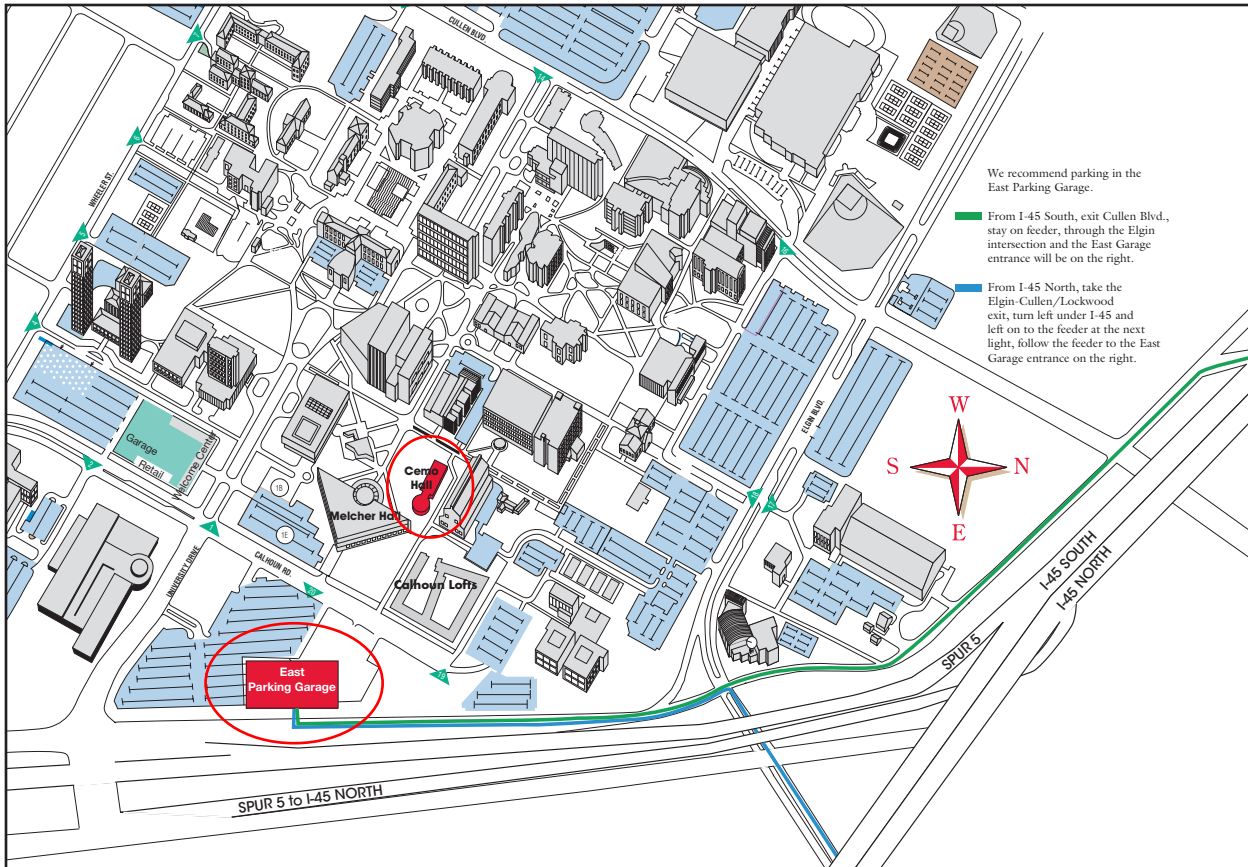 CULLEN BLVD
WHEELER ST.
We recommend parking in the
East Parking Garage.
From I-45 South, exit Cullen Blvd.,
stay on feeder, through the Elgin
intersection and the East Garage
entrance will be on the right.
From I-45 North, take the
Elgin-Cullen/Lockwood
exit, turn left under I-45 and
left on to the feeder at the next
light, follow the feeder to the East
Garage entrance on the right.
W
S
N
E
ELGIN BLVD.
Garage
Retail
Welcome Center
Cemo
Hall
Melcher Hall
1B
1E
UNIVERSITY DRIVE
CALHOUN RD.
Calhoun Lofts
20
19
1
East
Parking Garage
I-45 SOUTH
I-45 NORTH
SPUR 5
SPUR 5 to I-45 NORTH